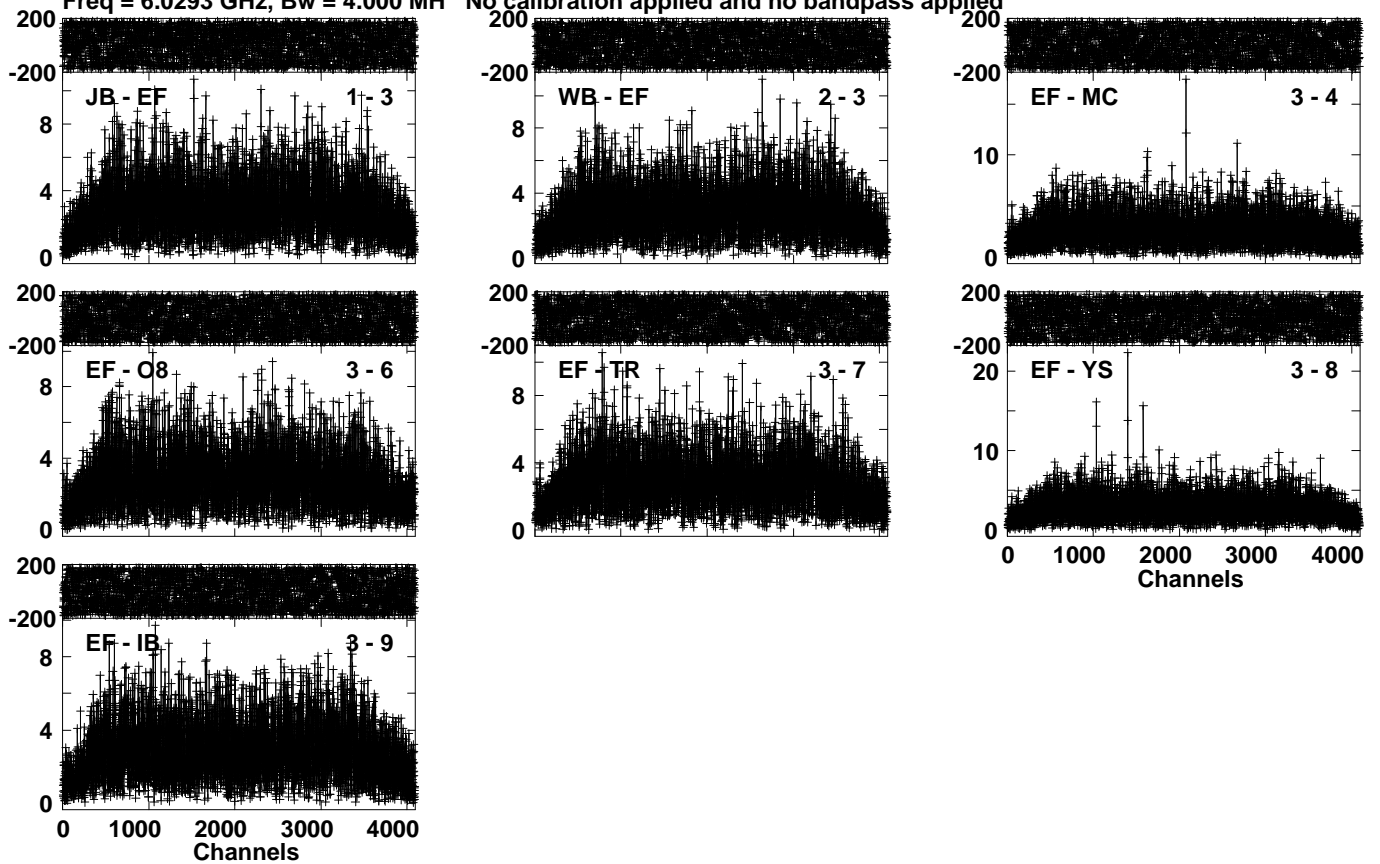 Freq = 6.0293 GHz, Bw = 4.000 MH No calibration applied and no bandpass applied
200 200 200
-200 -200 -200
JB - EF 1 - 3 WB - EF 2 - 3 EF - MC 3 - 4
8 8 10
4 4
0 0 0
200 200 200
-200 -200 -200
EF - O8 3 - 6 EF - TR 3 - 7 EF - YS 3 - 8
8 8 20
4 4 10
0 0 0
0 1000 2000 3000 4000
Channels
200
-200
EF - IB 3 - 9
8
4
0
0 1000 2000 3000 4000
Channels